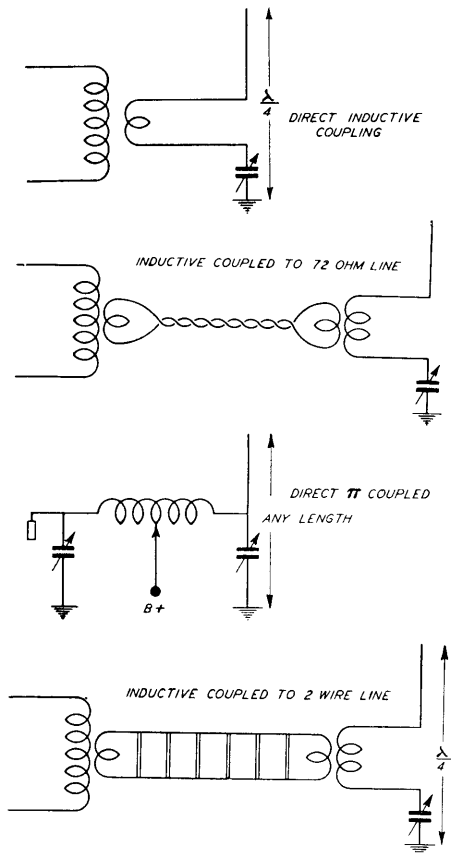 λ
4
DIRECT INDUCTIVE
COUPLING
INDUCTIVE COUPLED TO 72 OHM LINE
DIRECT π COUPLED
ANY LENGTH
B+
INDUCTIVE COUPLED TO 2 WIRE LINE
λ
4